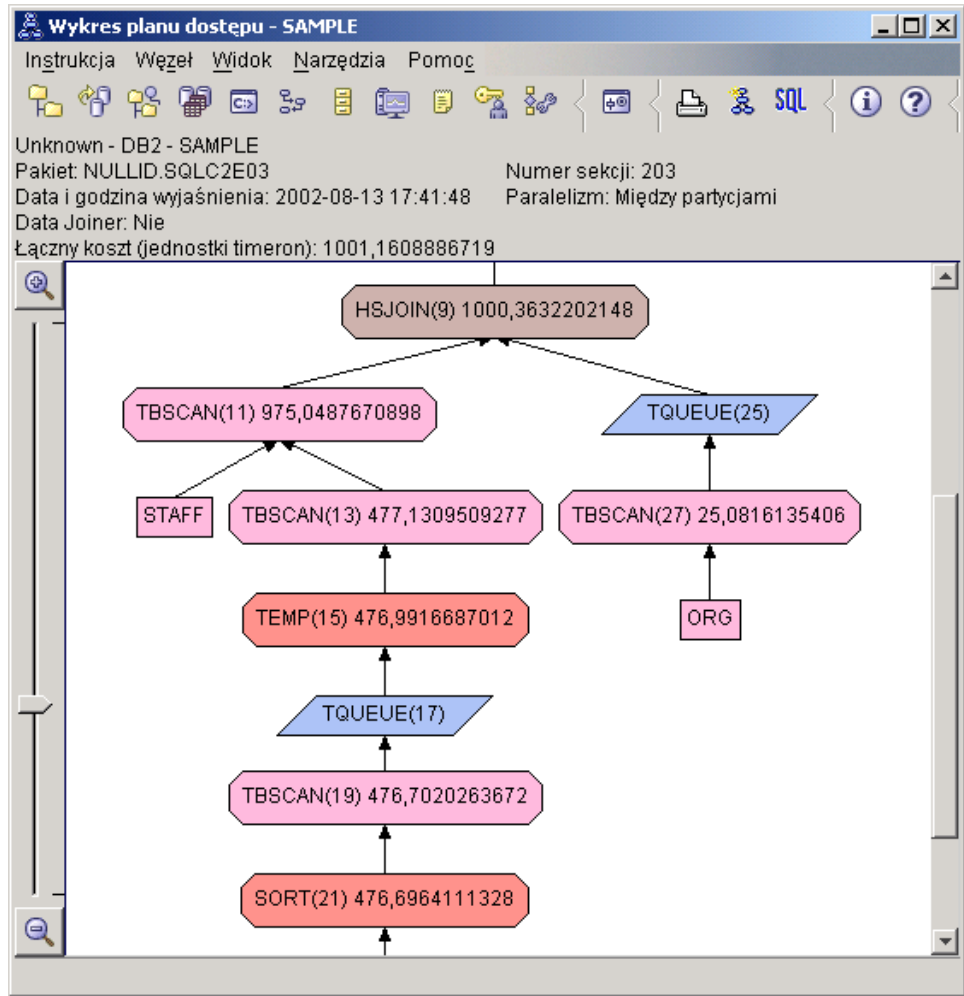 Wykres planu dostępu - SAMPLE
Instrukcja Węzeł Widok Narzędzia Pomoc
C:> SQL i ?
Unknown - DB2 - SAMPLE
Pakiet: NULLID.SQLC2E03 Numer sekcji: 203
Data i godzina wyjaśnienia: 2002-08-13 17:41:48 Paralelizm: Między partycjami
Data Joiner: Nie
Łączny koszt (jednostki timeron): 1001,1608886719
HSJOIN(9) 1000,3632202148
TBSCAN(11) 975,0487670898 TQUEUE(25)
STAFF TBSCAN(13) 477,1309509277 TBSCAN(27) 25,0816135406
TEMP(15) 476,9916687012 ORG
TQUEUE(17)
TBSCAN(19) 476,7020263672
SORT(21) 476,6964111328